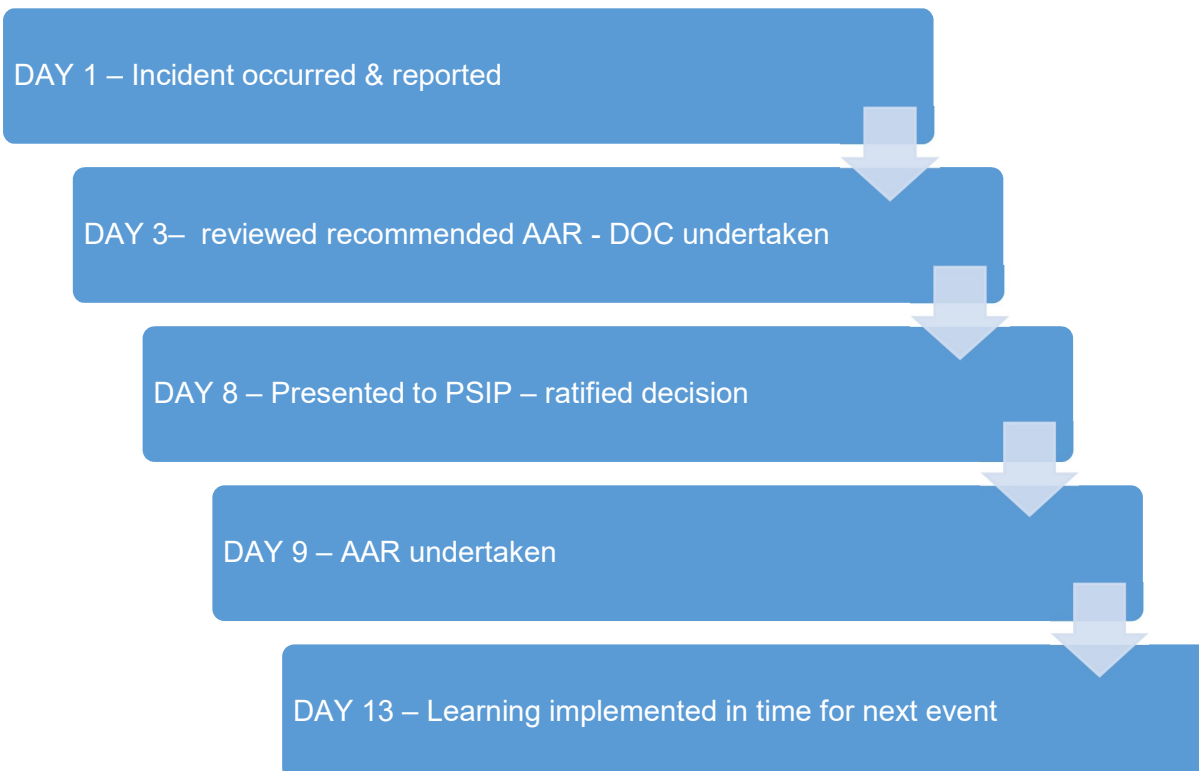 DAY 1 – Incident occurred & reported
DAY 3– reviewed recommended AAR - DOC undertaken
DAY 8 – Presented to PSIP – ratified decision
DAY 9 – AAR undertaken
DAY 13 – Learning implemented in time for next event